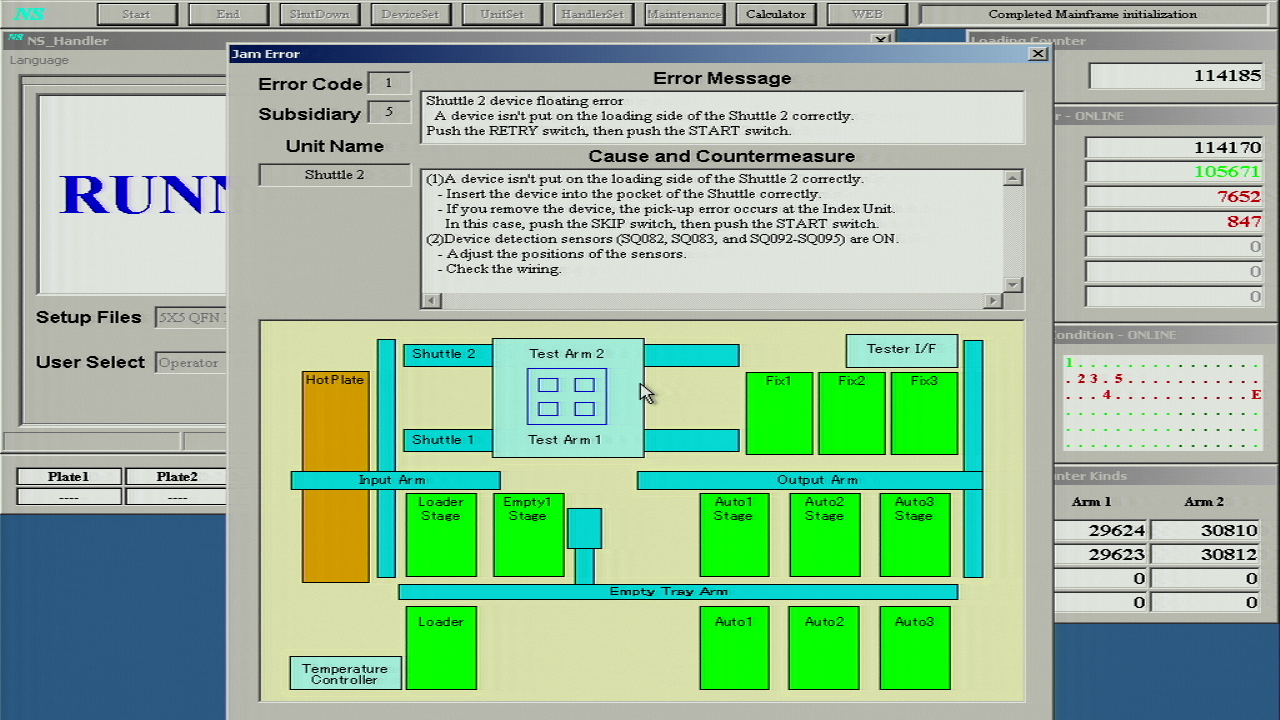 NS Start End ShutDown DeviceSet UnitSet HandlerSet Maintenance Calculator WEB Completed Mainframe initialization
NS NS_Handler
Language
Jam Error
Loading Counter
114185
Error Code 1
Subsidiary 5
Unit Name
Shuttle 2
Error Message
Shuttle 2 device floating error
A device isn't put on the loading side of the Shuttle 2 correctly.
Push the RETRY switch, then push the START switch.
Cause and Countermeasure
(1)A device isn't put on the loading side of the Shuttle 2 correctly.
- Insert the device into the pocket of the Shuttle correctly.
- If you remove the device, the pick-up error occurs at the Index Unit.
In this case, push the SKIP switch, then push the START switch.
(2)Device detection sensors (SQ082, SQ083, and SQ092-SQ095) are ON.
- Adjust the positions of the sensors.
- Check the wiring.
RUNN
Setup Files 5X5 QFN
User Select Operator
Plate1 Plate2
---- ----
r - ONLINE
114170
105671
7652
847
0
0
0
ondition - ONLINE
1 . . . . . . . . . . . . .
. 2 3 . 5 . . . . . . . . .
. . . 4 . . . . . . . . . E
unter Kinds
Arm 1 Arm 2
29624 30810
29623 30812
0 0
0 0
Shuttle 2
Test Arm 2
Tester I/F
HotPlate
Fix1 Fix2 Fix3
Shuttle 1
Test Arm 1
Input Arm
Output Arm
Loader Stage
Empty1 Stage
Auto1 Stage
Auto2 Stage
Auto3 Stage
Empty Tray Arm
Loader
Auto1 Auto2 Auto3
Temperature
Controller